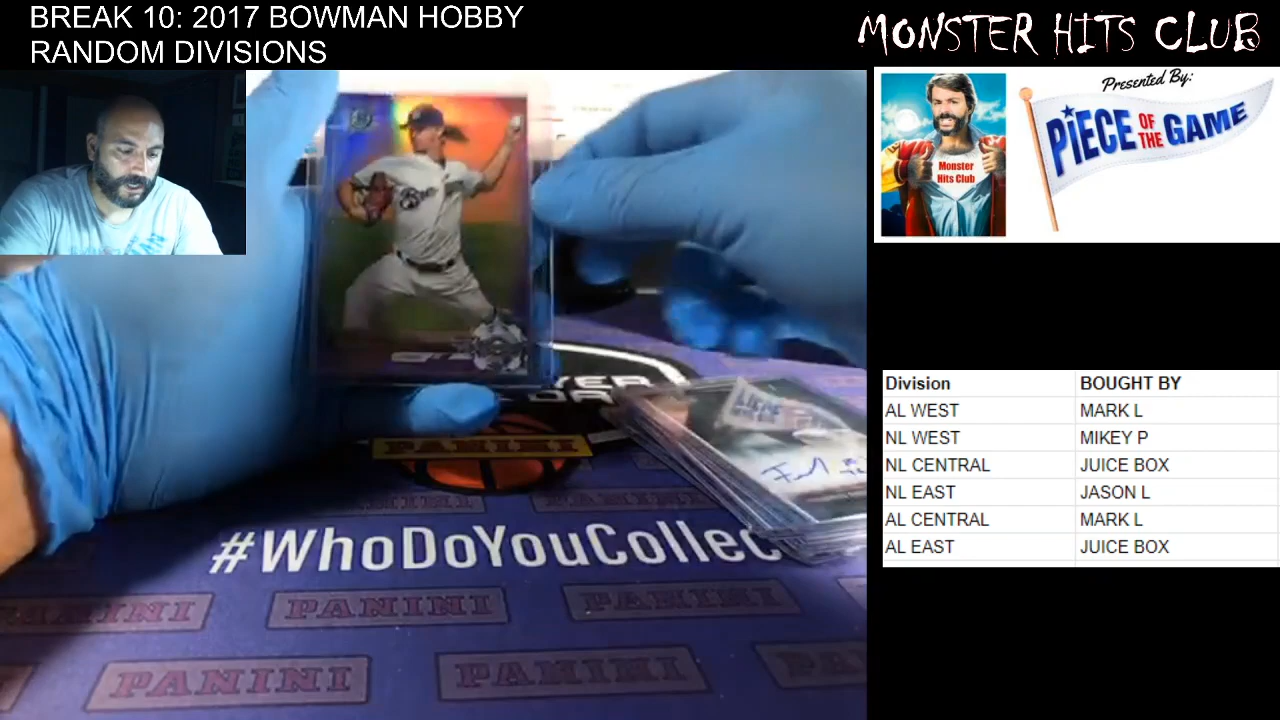 BREAK 10: 2017 BOWMAN HOBBY
RANDOM DIVISIONS
MONSTER HITS CLUB
Presented By:
PiECE OF THE GAME
Monster
Hits Club
Division BOUGHT BY
AL WEST MARK L
NL WEST MIKEY P
NL CENTRAL JUICE BOX
NL EAST JASON L
AL CENTRAL MARK L
AL EAST JUICE BOX
PANINI
#WhoDoYouCollec
PANINI
PANINI
PANINI
PANINI
PANINI